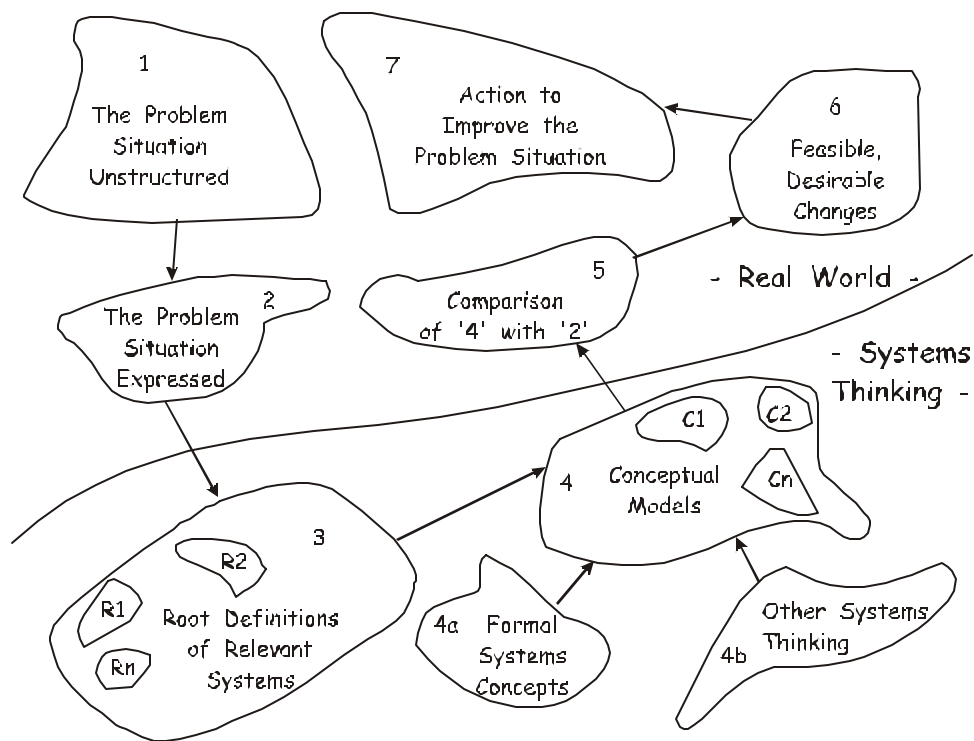 1
The Problem
Situation
Unstructured
7
Action to
Improve the
Problem Situation
6
Feasible,
Desirable
Changes
2
The Problem
Situation
Expressed
5
Comparison
of '4' with '2'
- Real World -
- Systems
Thinking -
3
R2
R1
Rn
Root Definitions
of Relevant
Systems
4
C1
C2
Cn
Conceptual
Models
4a Formal
Systems
Concepts
4b
Other Systems
Thinking